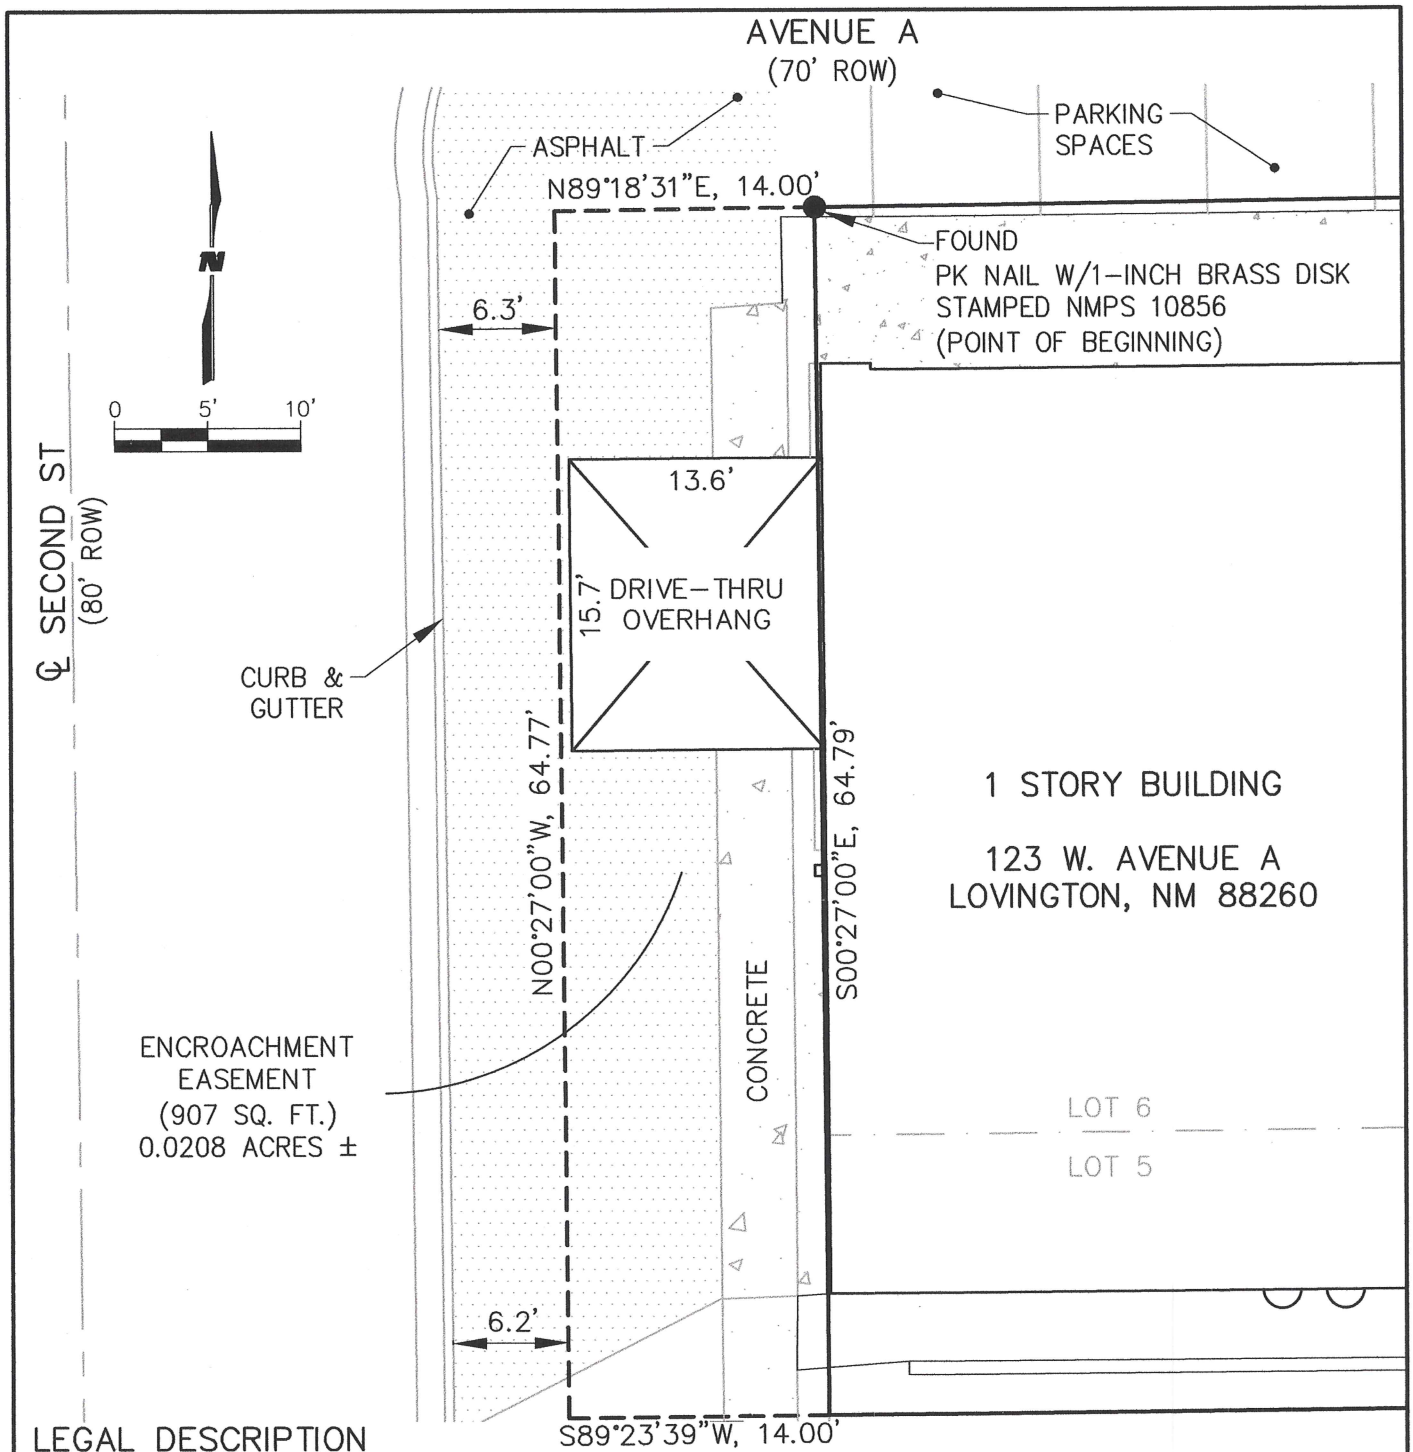 AVENUE A
(70' ROW)
PARKING
SPACES
ASPHALT
N89°18'31"E, 14.00'
FOUND
PK NAIL W/1-INCH BRASS DISK
STAMPED NMPS 10856
(POINT OF BEGINNING)
N
6.3'
0 5' 10'
℄ SECOND ST
(80' ROW)
13.6'
15.7'
DRIVE-THRU
OVERHANG
CURB &
GUTTER
N00°27'00"W, 64.77'
S00°27'00"E, 64.79'
1 STORY BUILDING
123 W. AVENUE A
LOVINGTON, NM 88260
CONCRETE
ENCROACHMENT
EASEMENT
(907 SQ. FT.)
0.0208 ACRES ±
LOT 6
LOT 5
6.2'
S89°23'39"W, 14.00'
LEGAL DESCRIPTION